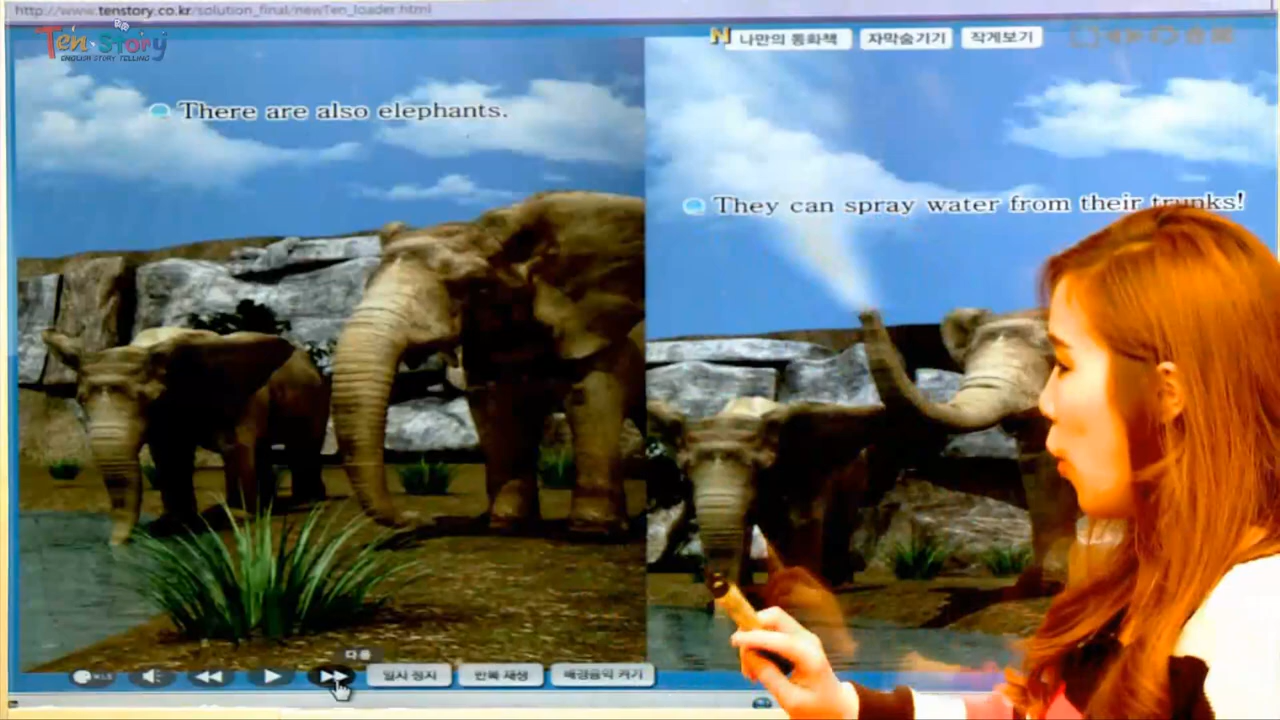 http://www.tenstory.co.kr/solution_final/newTen_loader.html
Ten Story
ENGLISH STORY TELLING
나만의 동화책
자막숨기기
작게보기
There are also elephants.
They can spray water from their trunks!
다음
일시 정지
반복 재생
배경음악 켜기